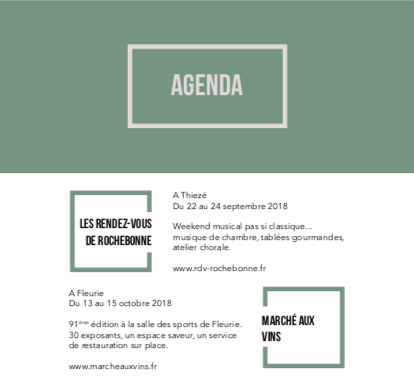 AGENDA
LES RENDEZ-VOUS
DE ROCHEBONNE
A Thiezé
Du 22 au 24 septembre 2018
Weekend musical pas si classique...
musique de chambre, tablées gourmandes,
atelier chorale.
www.rdv-rochebonne.fr
A Fleurie
Du 13 au 15 octobre 2018
91ème édition à la salle des sports de Fleurie.
30 exposants, un espace saveur, un service
de restauration sur place.
www.marcheauxvins.fr
MARCHÉ AUX
VINS